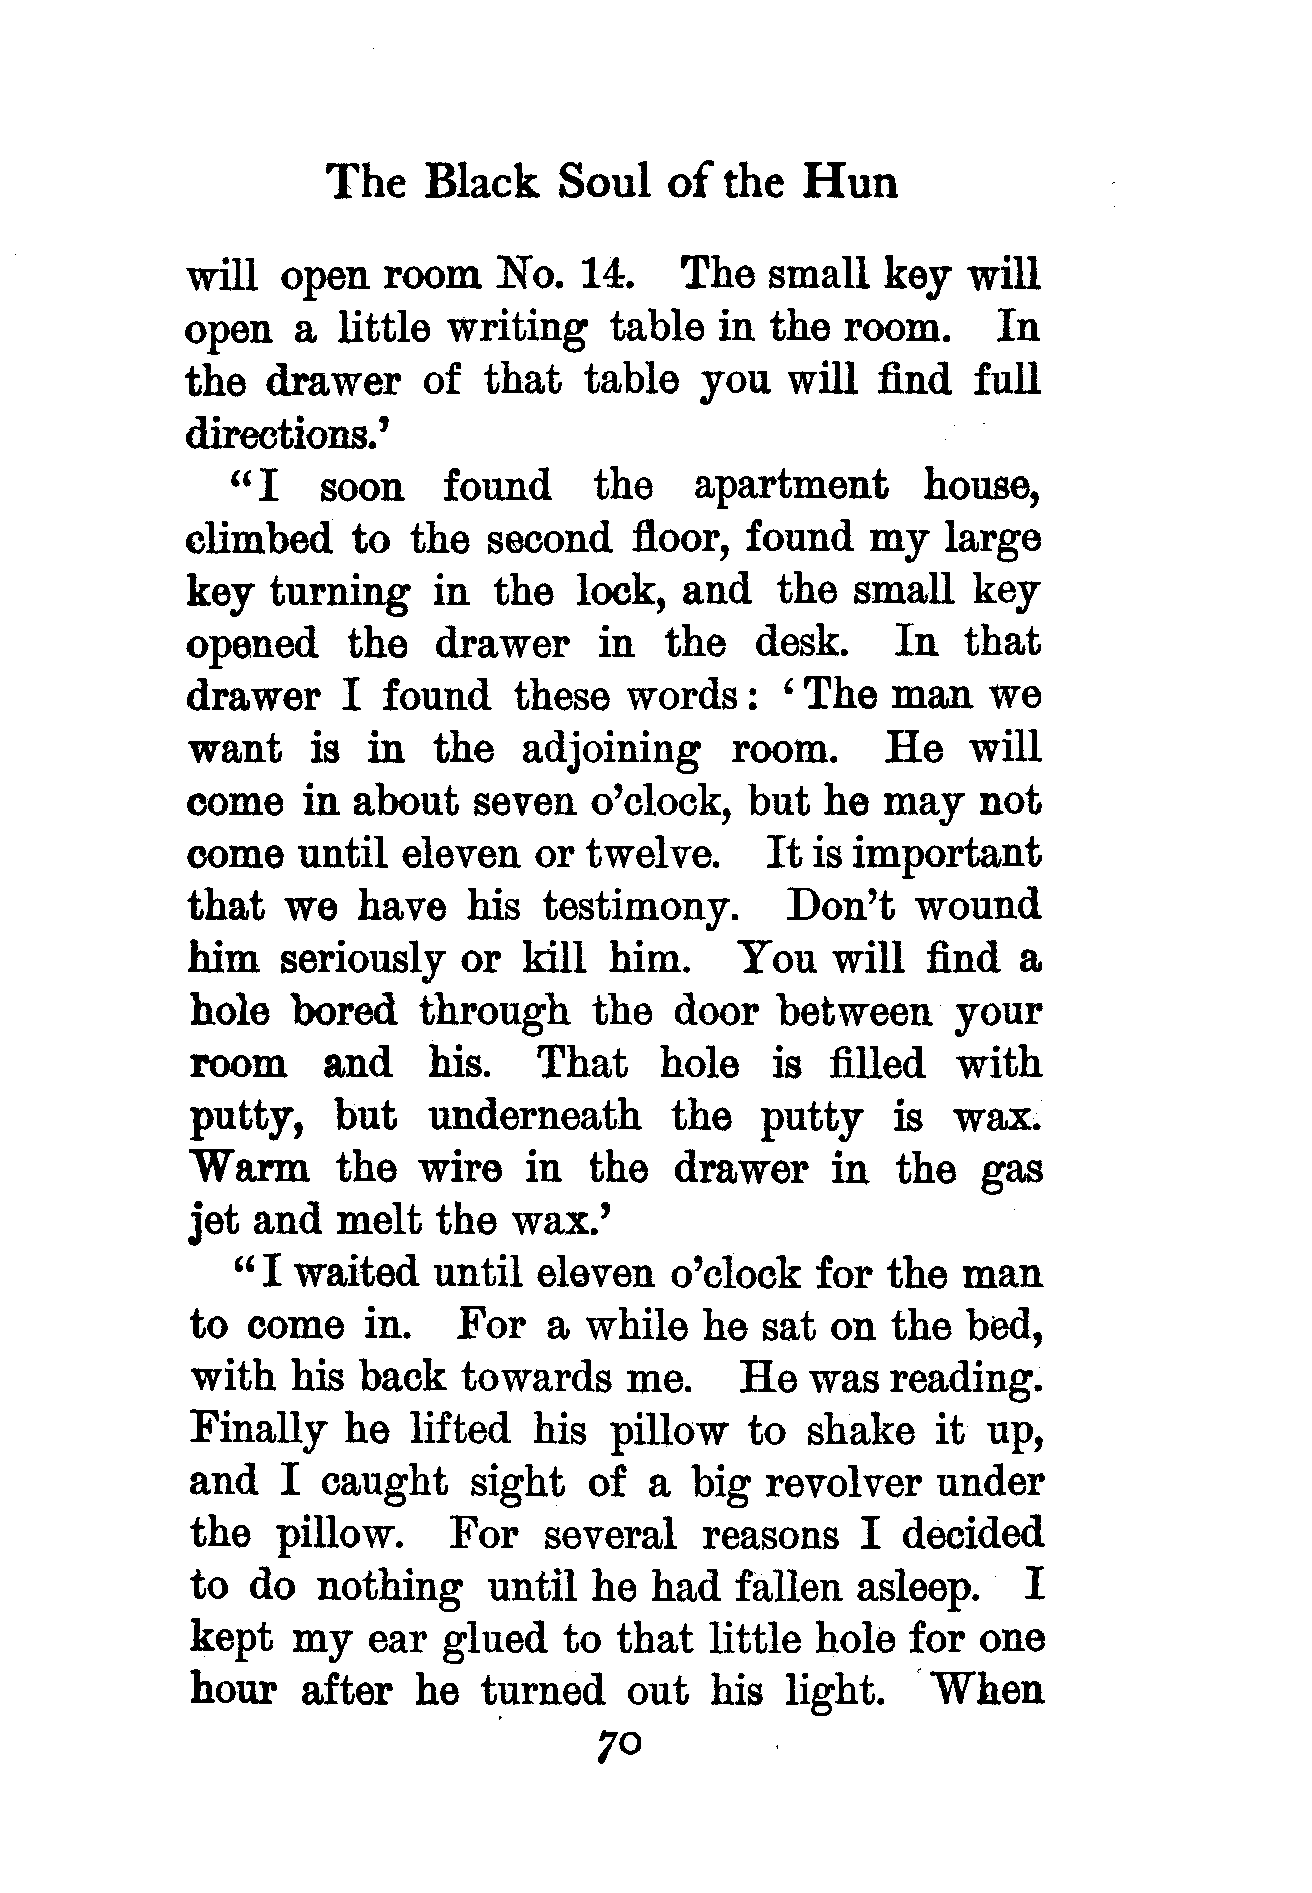 The Black Soul of the Hun
will open room No. 14. The small key will
open a little writing table in the room. In
the drawer of that table you will find full
directions.’
“I soon found the apartment house,
climbed to the second floor, found my large
key turning in the lock, and the small key
opened the drawer in the desk. In that
drawer I found these words: ‘The man we
want is in the adjoining room. He will
come in about seven o’clock, but he may not
come until eleven or twelve. It is important
that we have his testimony. Don’t wound
him seriously or kill him. You will find a
hole bored through the door between your
room and his. That hole is filled with
putty, but underneath the putty is wax.
Warm the wire in the drawer in the gas
jet and melt the wax.’
“I waited until eleven o’clock for the man
to come in. For a while he sat on the bed,
with his back towards me. He was reading.
Finally he lifted his pillow to shake it up,
and I caught sight of a big revolver under
the pillow. For several reasons I decided
to do nothing until he had fallen asleep. I
kept my ear glued to that little hole for one
hour after he turned out his light. When
70